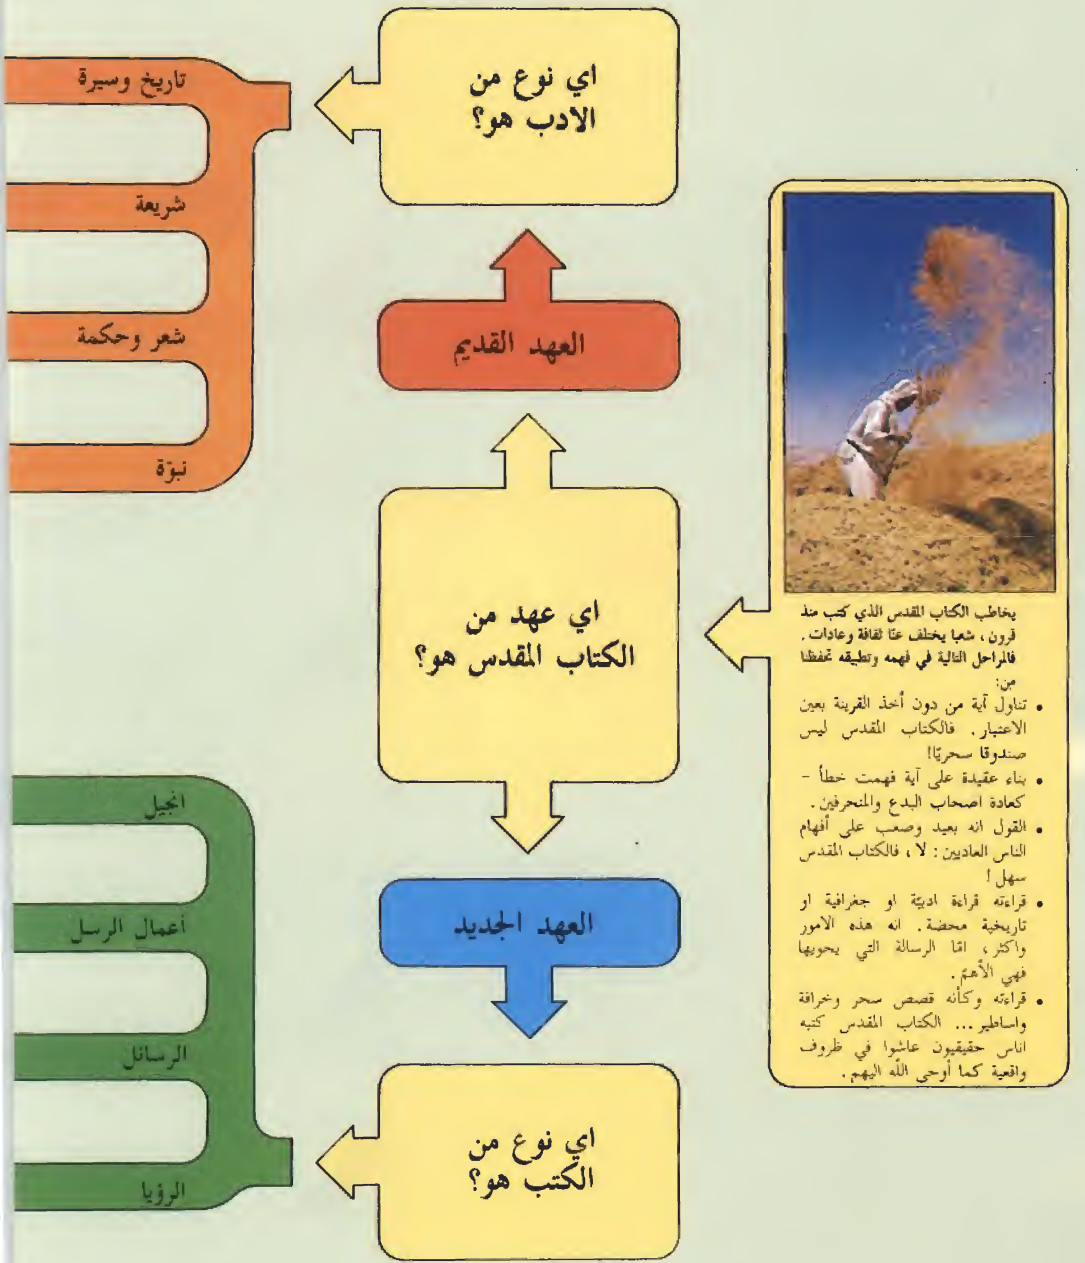 يخاطب الكتاب المقدس الذي كتب منذ
قرون، شعبا يختلف عنّا ثقافة وعادات.
فالمراحل التالية في فهمه وتطبيقه تحفظنا
من:
• تناول آية من دون أخذ القرينة بعين
الاعتبار. فالكتاب المقدس ليس
صندوقا سحريّا!
• بناء عقيدة على آية فهمت خطأ -
كعادة اصحاب البدع والمنحرفين.
• القول انه بعيد وصعب على أفهام
الناس العاديين: لا، فالكتاب المقدس
سهل!
• قراءته قراءة ادبيّة او جغرافية او
تاريخية محضة. انه هذه الامور
واكثر، امّا الرسالة التي يحويها
فهي الأهمّ.
• قراءته وكأنه قصص سحر وخرافة
واساطير... الكتاب المقدس كتبه
اناس حقيقيون عاشوا في ظروف
واقعية كما أوحى اللّه اليهم.
اي عهد من
الكتاب المقدس هو؟
العهد القديم
اي نوع من
الادب هو؟
تاريخ وسيرة
شريعة
شعر وحكمة
نبوّة
العهد الجديد
اي نوع من
الكتب هو؟
انجيل
أعمال الرسل
الرسائل
الرؤيا